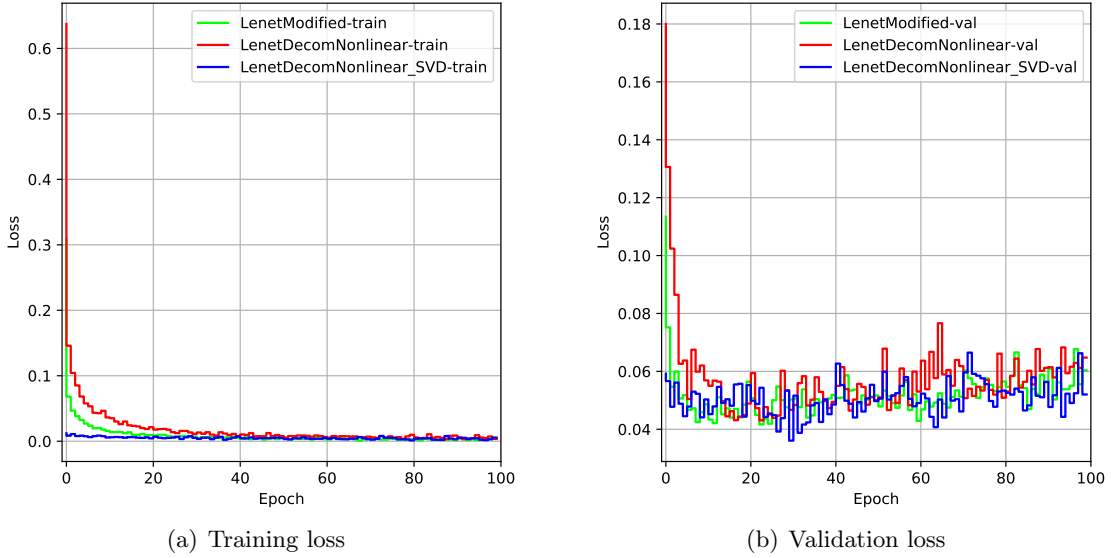 LenetModified-train
LenetDecomNonlinear-train
LenetDecomNonlinear_SVD-train
0.6
0.5
0.4
0.3
0.2
0.1
0.0
Loss
0 20 40 60 80 100
Epoch
(a) Training loss
LenetModified-val
LenetDecomNonlinear-val
LenetDecomNonlinear_SVD-val
0.18
0.16
0.14
0.12
0.10
0.08
0.06
0.04
Loss
0 20 40 60 80 100
Epoch
(b) Validation loss